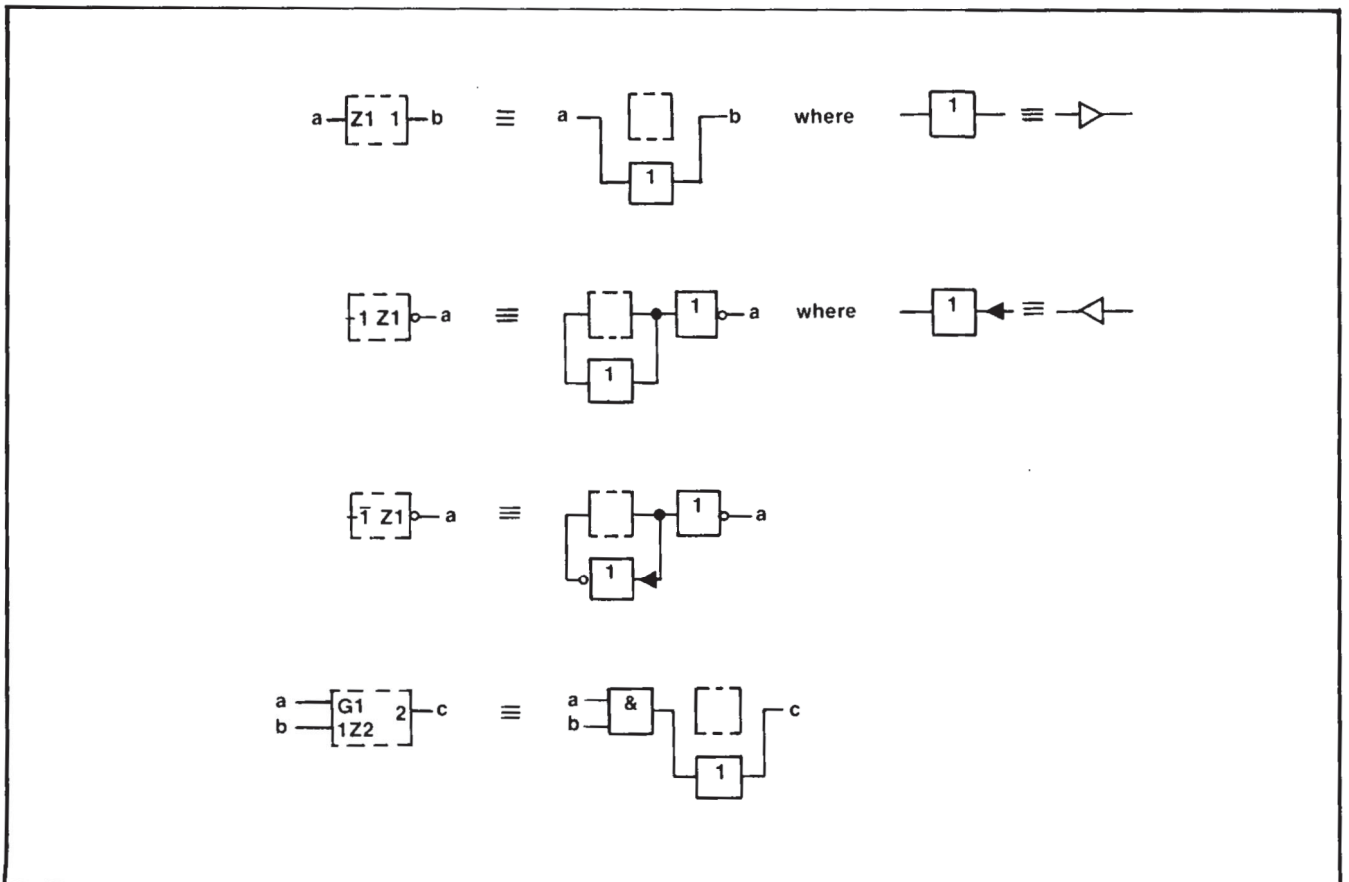 a Z1 1 b ≡ a 1 b where 1 ≡
1 Z1 a ≡ 1 1 a where 1 ≡
1̅ Z1 a ≡ 1 1 a
a G1 2 c ≡ a & c
b 1Z2 b 1